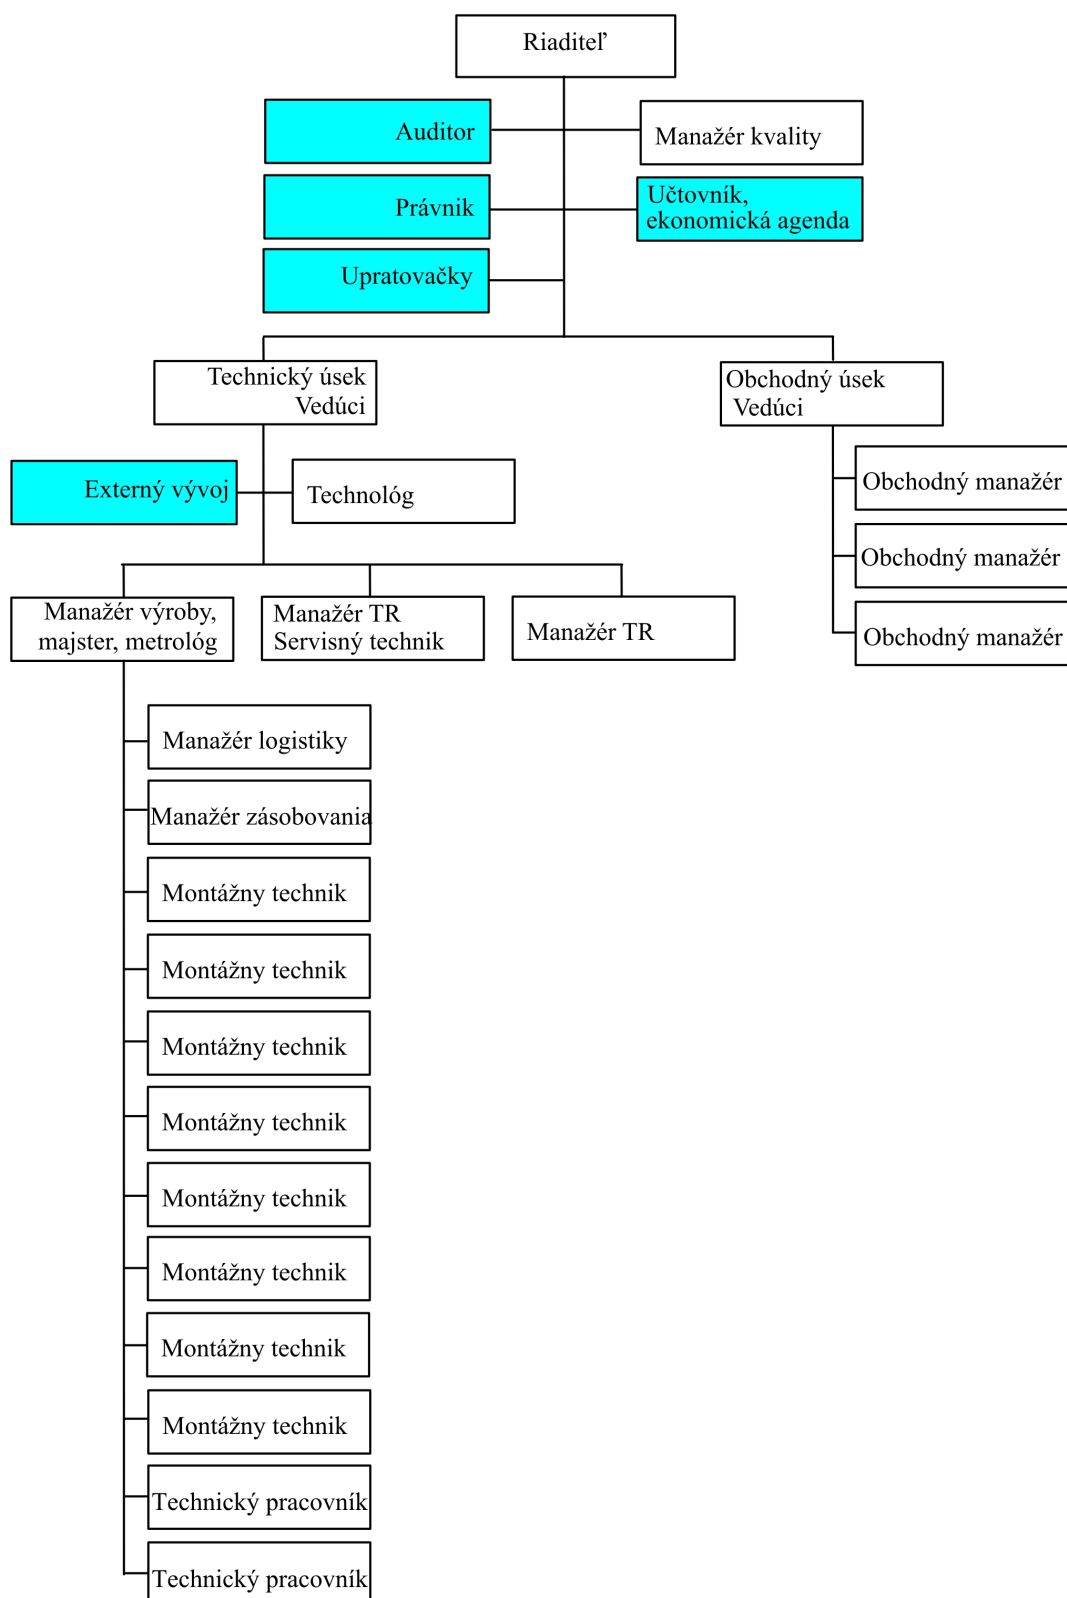 Riaditeľ
Auditor
Manažér kvality
Právnik
Učtovník,
ekonomická agenda
Upratovačky
Technický úsek
Vedúci
Obchodný úsek
Vedúci
Externý vývoj
Technológ
Obchodný manažér
Obchodný manažér
Obchodný manažér
Manažér výroby,
majster, metrológ
Manažér TR
Servisný technik
Manažér TR
Manažér logistiky
Manažér zásobovania
Montážny technik
Montážny technik
Montážny technik
Montážny technik
Montážny technik
Montážny technik
Montážny technik
Montážny technik
Technický pracovník
Technický pracovník